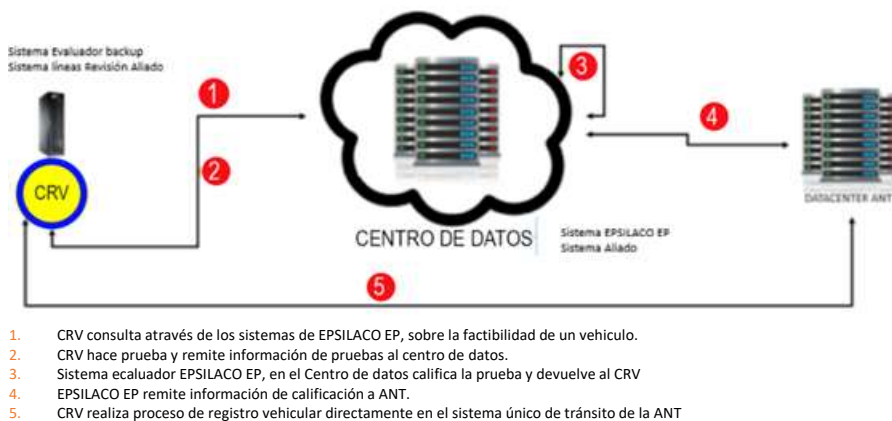 Sistema Evaluador backup
Sistema líneas Revisión Aliado
1
2
3
4
CRV
DATACENTER ANT
CENTRO DE DATOS
Sistema EPSILACO EP
Sistema Aliado
5
1. CRV consulta através de los sistemas de EPSILACO EP, sobre la factibilidad de un vehiculo.
2. CRV hace prueba y remite información de pruebas al centro de datos.
3. Sistema ecaluador EPSILACO EP, en el Centro de datos califica la prueba y devuelve al CRV
4. EPSILACO EP remite información de calificación a ANT.
5. CRV realiza proceso de registro vehicular directamente en el sistema único de tránsito de la ANT